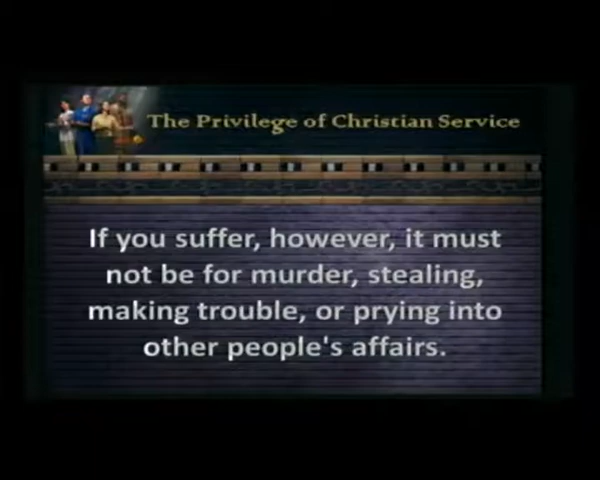 The Privilege of Christian Service
If you suffer, however, it must
not be for murder, stealing,
making trouble, or prying into
other people's affairs.